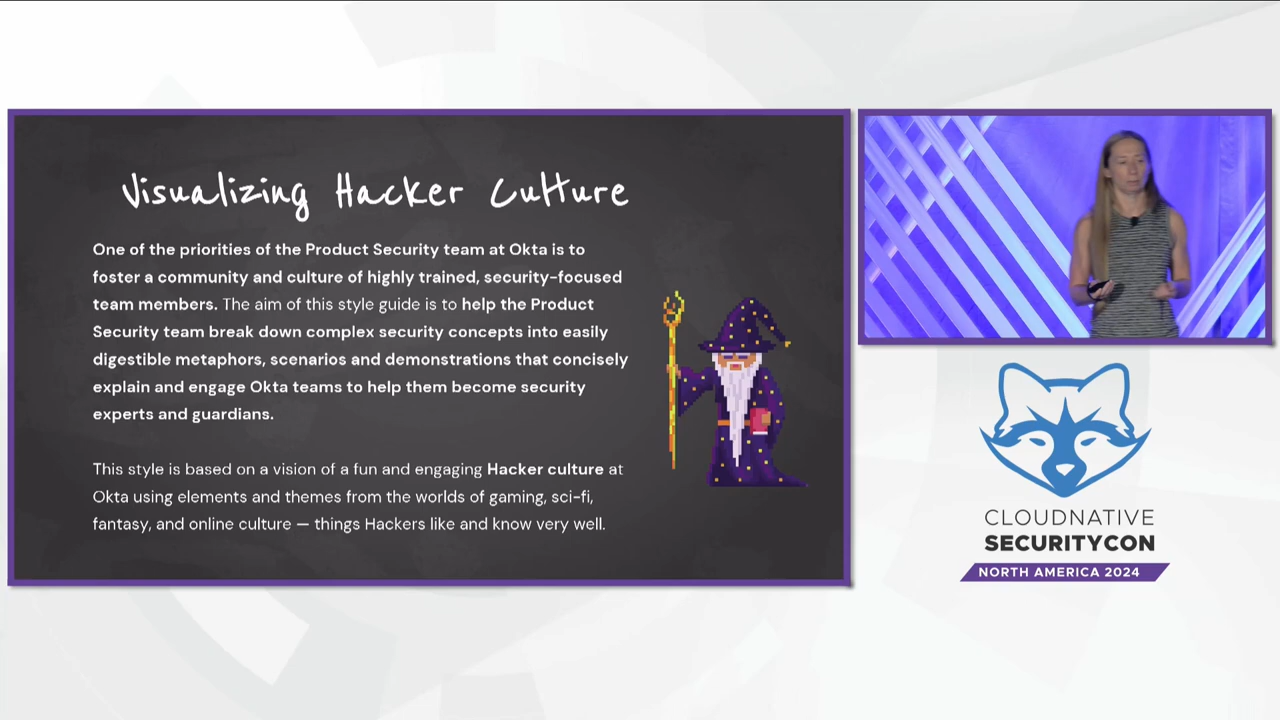 Visualizing Hacker Culture
One of the priorities of the Product Security team at Okta is to
foster a community and culture of highly trained, security-focused
team members. The aim of this style guide is to help the Product
Security team break down complex security concepts into easily
digestible metaphors, scenarios and demonstrations that concisely
explain and engage Okta teams to help them become security
experts and guardians.
This style is based on a vision of a fun and engaging Hacker culture at
Okta using elements and themes from the worlds of gaming, sci-fi,
fantasy, and online culture — things Hackers like and know very well.
CLOUDNATIVE
SECURITYCON
NORTH AMERICA 2024